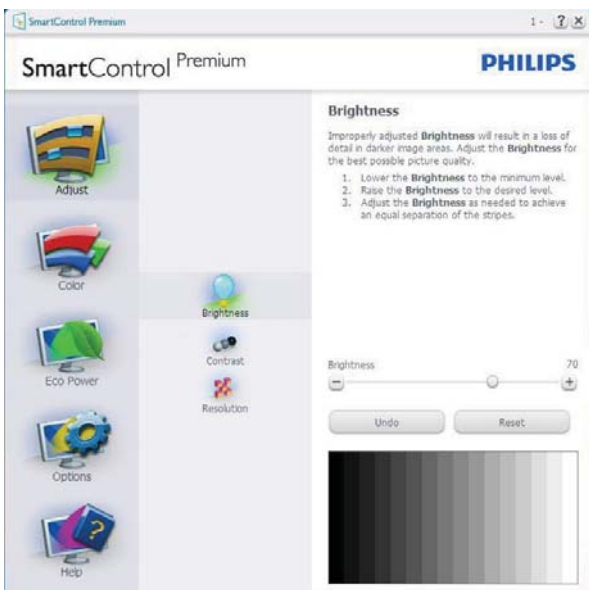 SmartControl Premium
1 - ? X
SmartControl Premium
PHILIPS
Adjust
Color
Eco Power
Options
Help
Brightness
Contrast
Resolution
Brightness
Improperly adjusted Brightness will result in a loss of
detail in darker image areas. Adjust the Brightness for
the best possible picture quality.
1. Lower the Brightness to the minimum level.
2. Raise the Brightness to the desired level.
3. Adjust the Brightness as needed to achieve
an equal separation of the stripes.
Brightness 70
Undo Reset